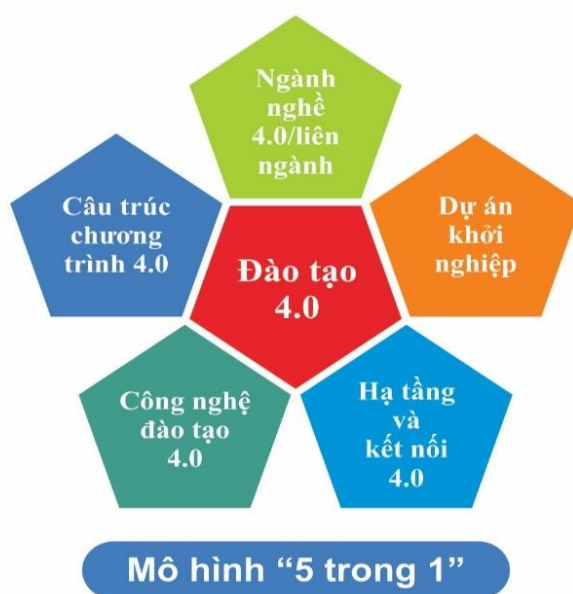 Ngành
nghề
4.0/liên
ngành
Câu trúc
chương
trình 4.0
Dự án
khởi
nghiệp
Đào tạo
4.0
Công nghệ
đào tạo
4.0
Hạ tầng
và
kết nối
4.0
Mô hình “5 trong 1”